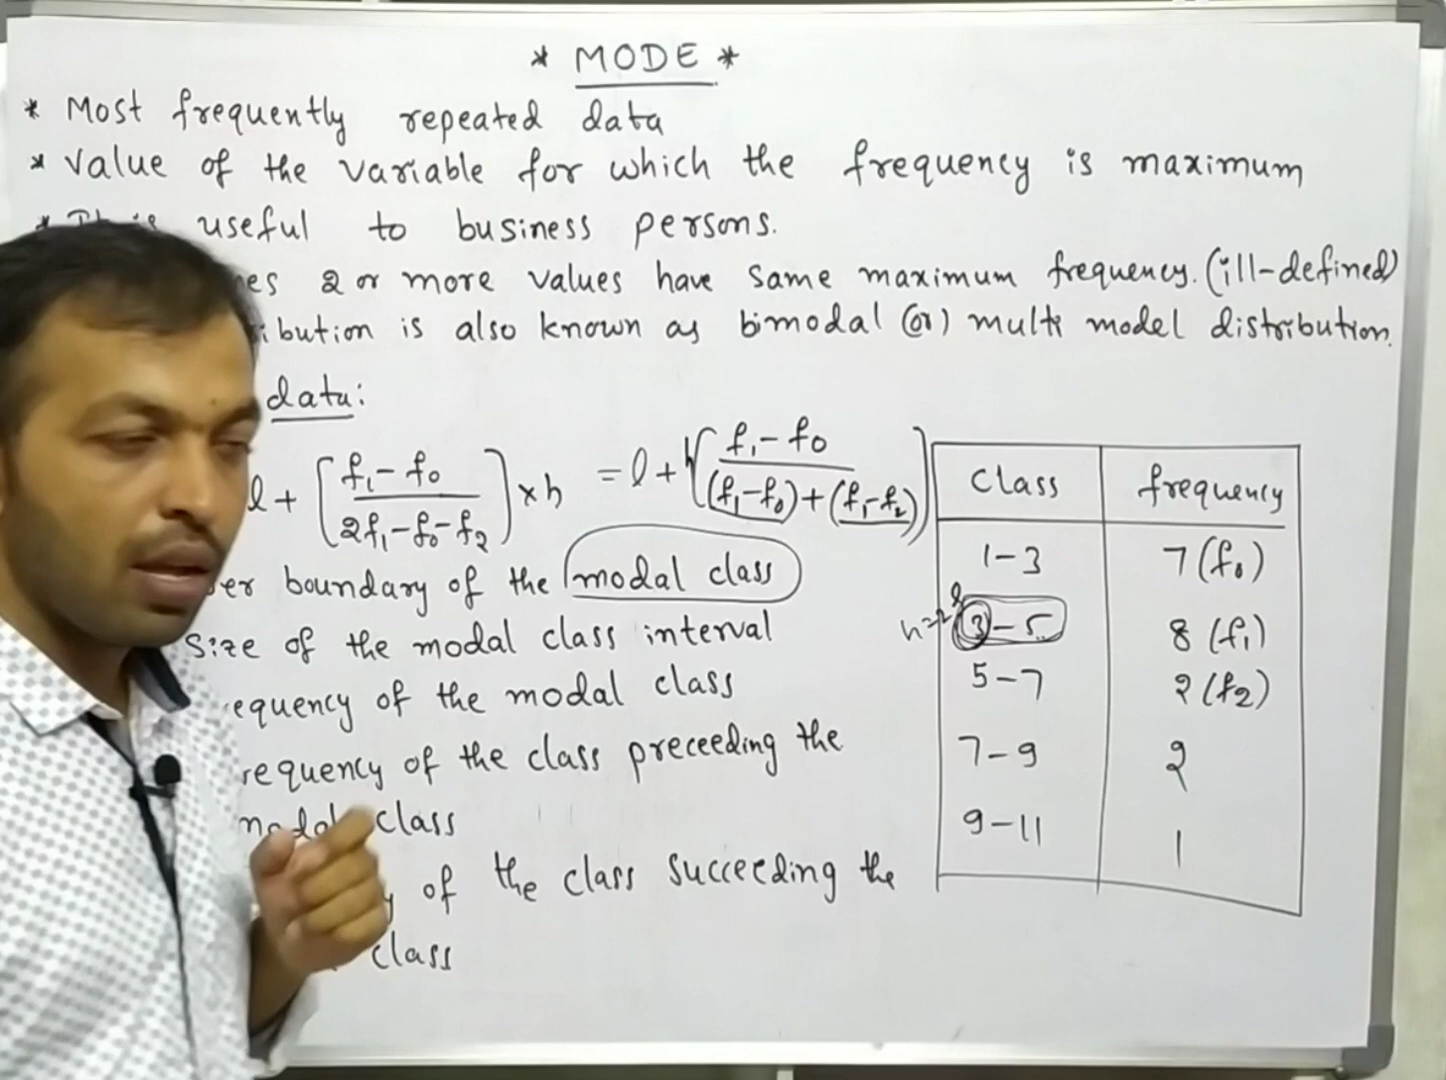 * MODE *
* Most frequently repeated data
* Value of the variable for which the frequency is maximum
* useful to business persons.
2 or more values have same maximum frequency. (ill-defined)
is also known as bimodal (or) multi model distribution.
data:
l + [f₁-f₀ / 2f₁-f₀-f₂] × h = l + h[f₁-f₀ / (f₁-f₀)+(f₁-f₂)]
boundary of the modal class
size of the modal class interval
of the modal class
of the class preceeding the
class
of the class succeeding the
class
class frequency
1-3 7 (f₀)
h=2 l 3-5 8 (f₁)
5-7 2 (f₂)
7-9 2
9-11 1